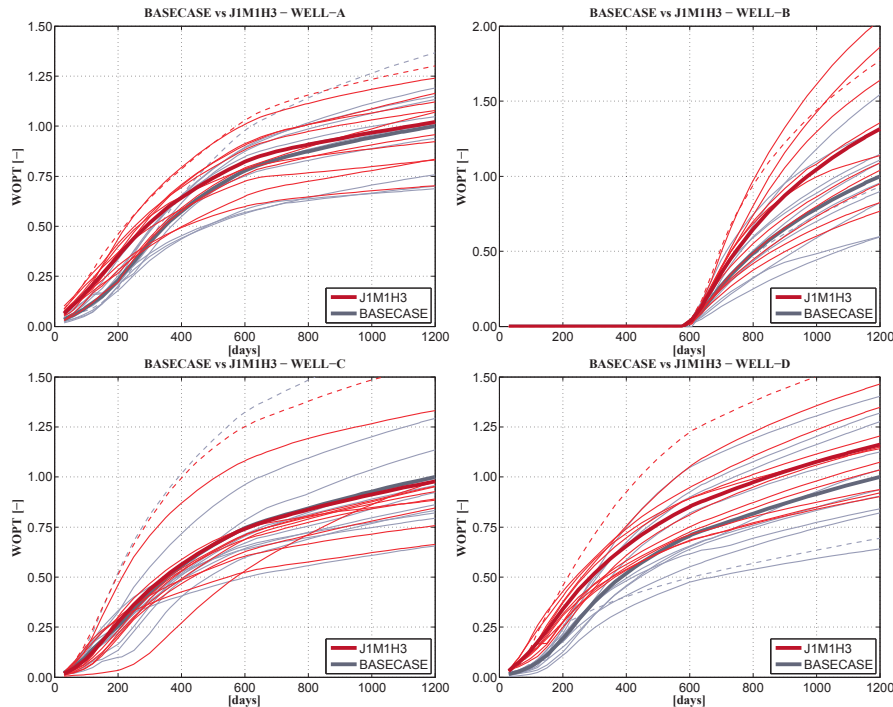 BASECASE vs J1M1H3 – WELL–A
1.50
1.25
1.00
0.75
0.50
0.25
0.00
WOPT [–]
0 200 400 600 800 1000 1200
[days]
J1M1H3
BASECASE
BASECASE vs J1M1H3 – WELL–B
2.00
1.50
1.00
0.50
0.00
WOPT [–]
0 200 400 600 800 1000 1200
[days]
J1M1H3
BASECASE
BASECASE vs J1M1H3 – WELL–C
1.50
1.25
1.00
0.75
0.50
0.25
0.00
WOPT [–]
0 200 400 600 800 1000 1200
[days]
J1M1H3
BASECASE
BASECASE vs J1M1H3 – WELL–D
1.50
1.25
1.00
0.75
0.50
0.25
0.00
WOPT [–]
0 200 400 600 800 1000 1200
[days]
J1M1H3
BASECASE